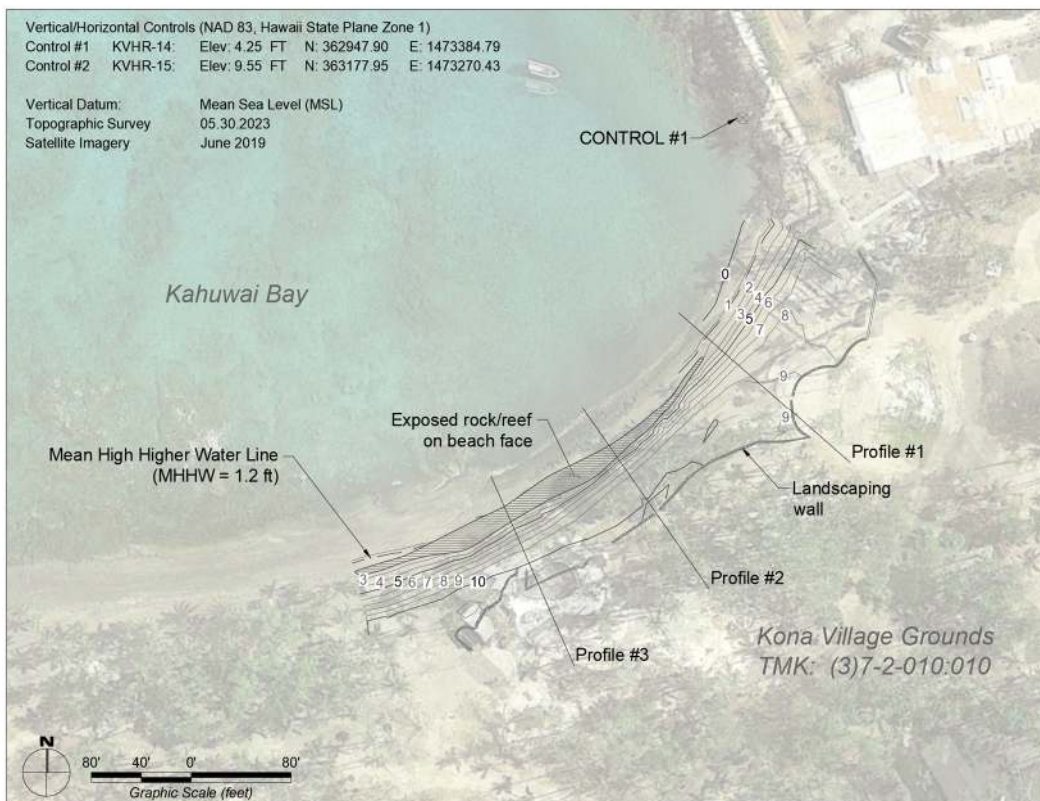 Vertical/Horizontal Controls (NAD 83, Hawaii State Plane Zone 1)
Control #1 KVHR-14: Elev: 4.25 FT N: 362947.90 E: 1473384.79
Control #2 KVHR-15: Elev: 9.55 FT N: 363177.95 E: 1473270.43
Vertical Datum: Mean Sea Level (MSL)
Topographic Survey 05.30.2023
Satellite Imagery June 2019
CONTROL #1
Kahuwai Bay
0
2
4 6
1 3 5 8
7
9
9
Exposed rock/reef
on beach face
Mean High Higher Water Line
(MHHW = 1.2 ft)
Profile #1
Landscaping
wall
3 4 5 6 7 8 9 10
Profile #2
Profile #3
Kona Village Grounds
TMK: (3)7-2-010:010
N
80' 40' 0' 80'
Graphic Scale (feet)